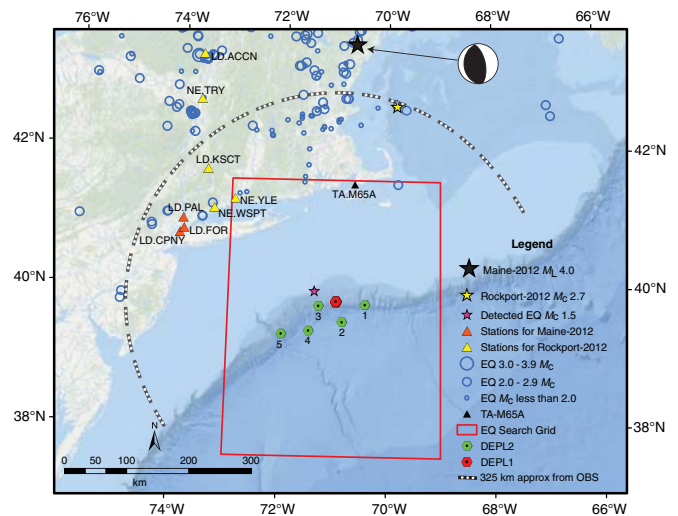 76°W 74°W 72°W 70°W 68°W
LD.ACCN
NE.TRY
42°N 42°N
LD.KSCT
TA.M65A
NE.YLE
LD.PAL
NE.WSPT
LD.FOR
LD.CPNY
40°N 40°N
38°N 38°N
3 1
2
5 4
Legend
Maine-2012 ML 4.0
Rockport-2012 Mc 2.7
Detected EQ Mc 1.5
Stations for Maine-2012
Stations for Rockport-2012
EQ 3.0 - 3.9 Mc
EQ 2.0 - 2.9 Mc
EQ Mc less than 2.0
TA-M65A
EQ Search Grid
DEPL2
DEPL1
325 km approx from OBS
N
0 50 100 200 300
km
74°W 72°W 70°W 68°W 66°W